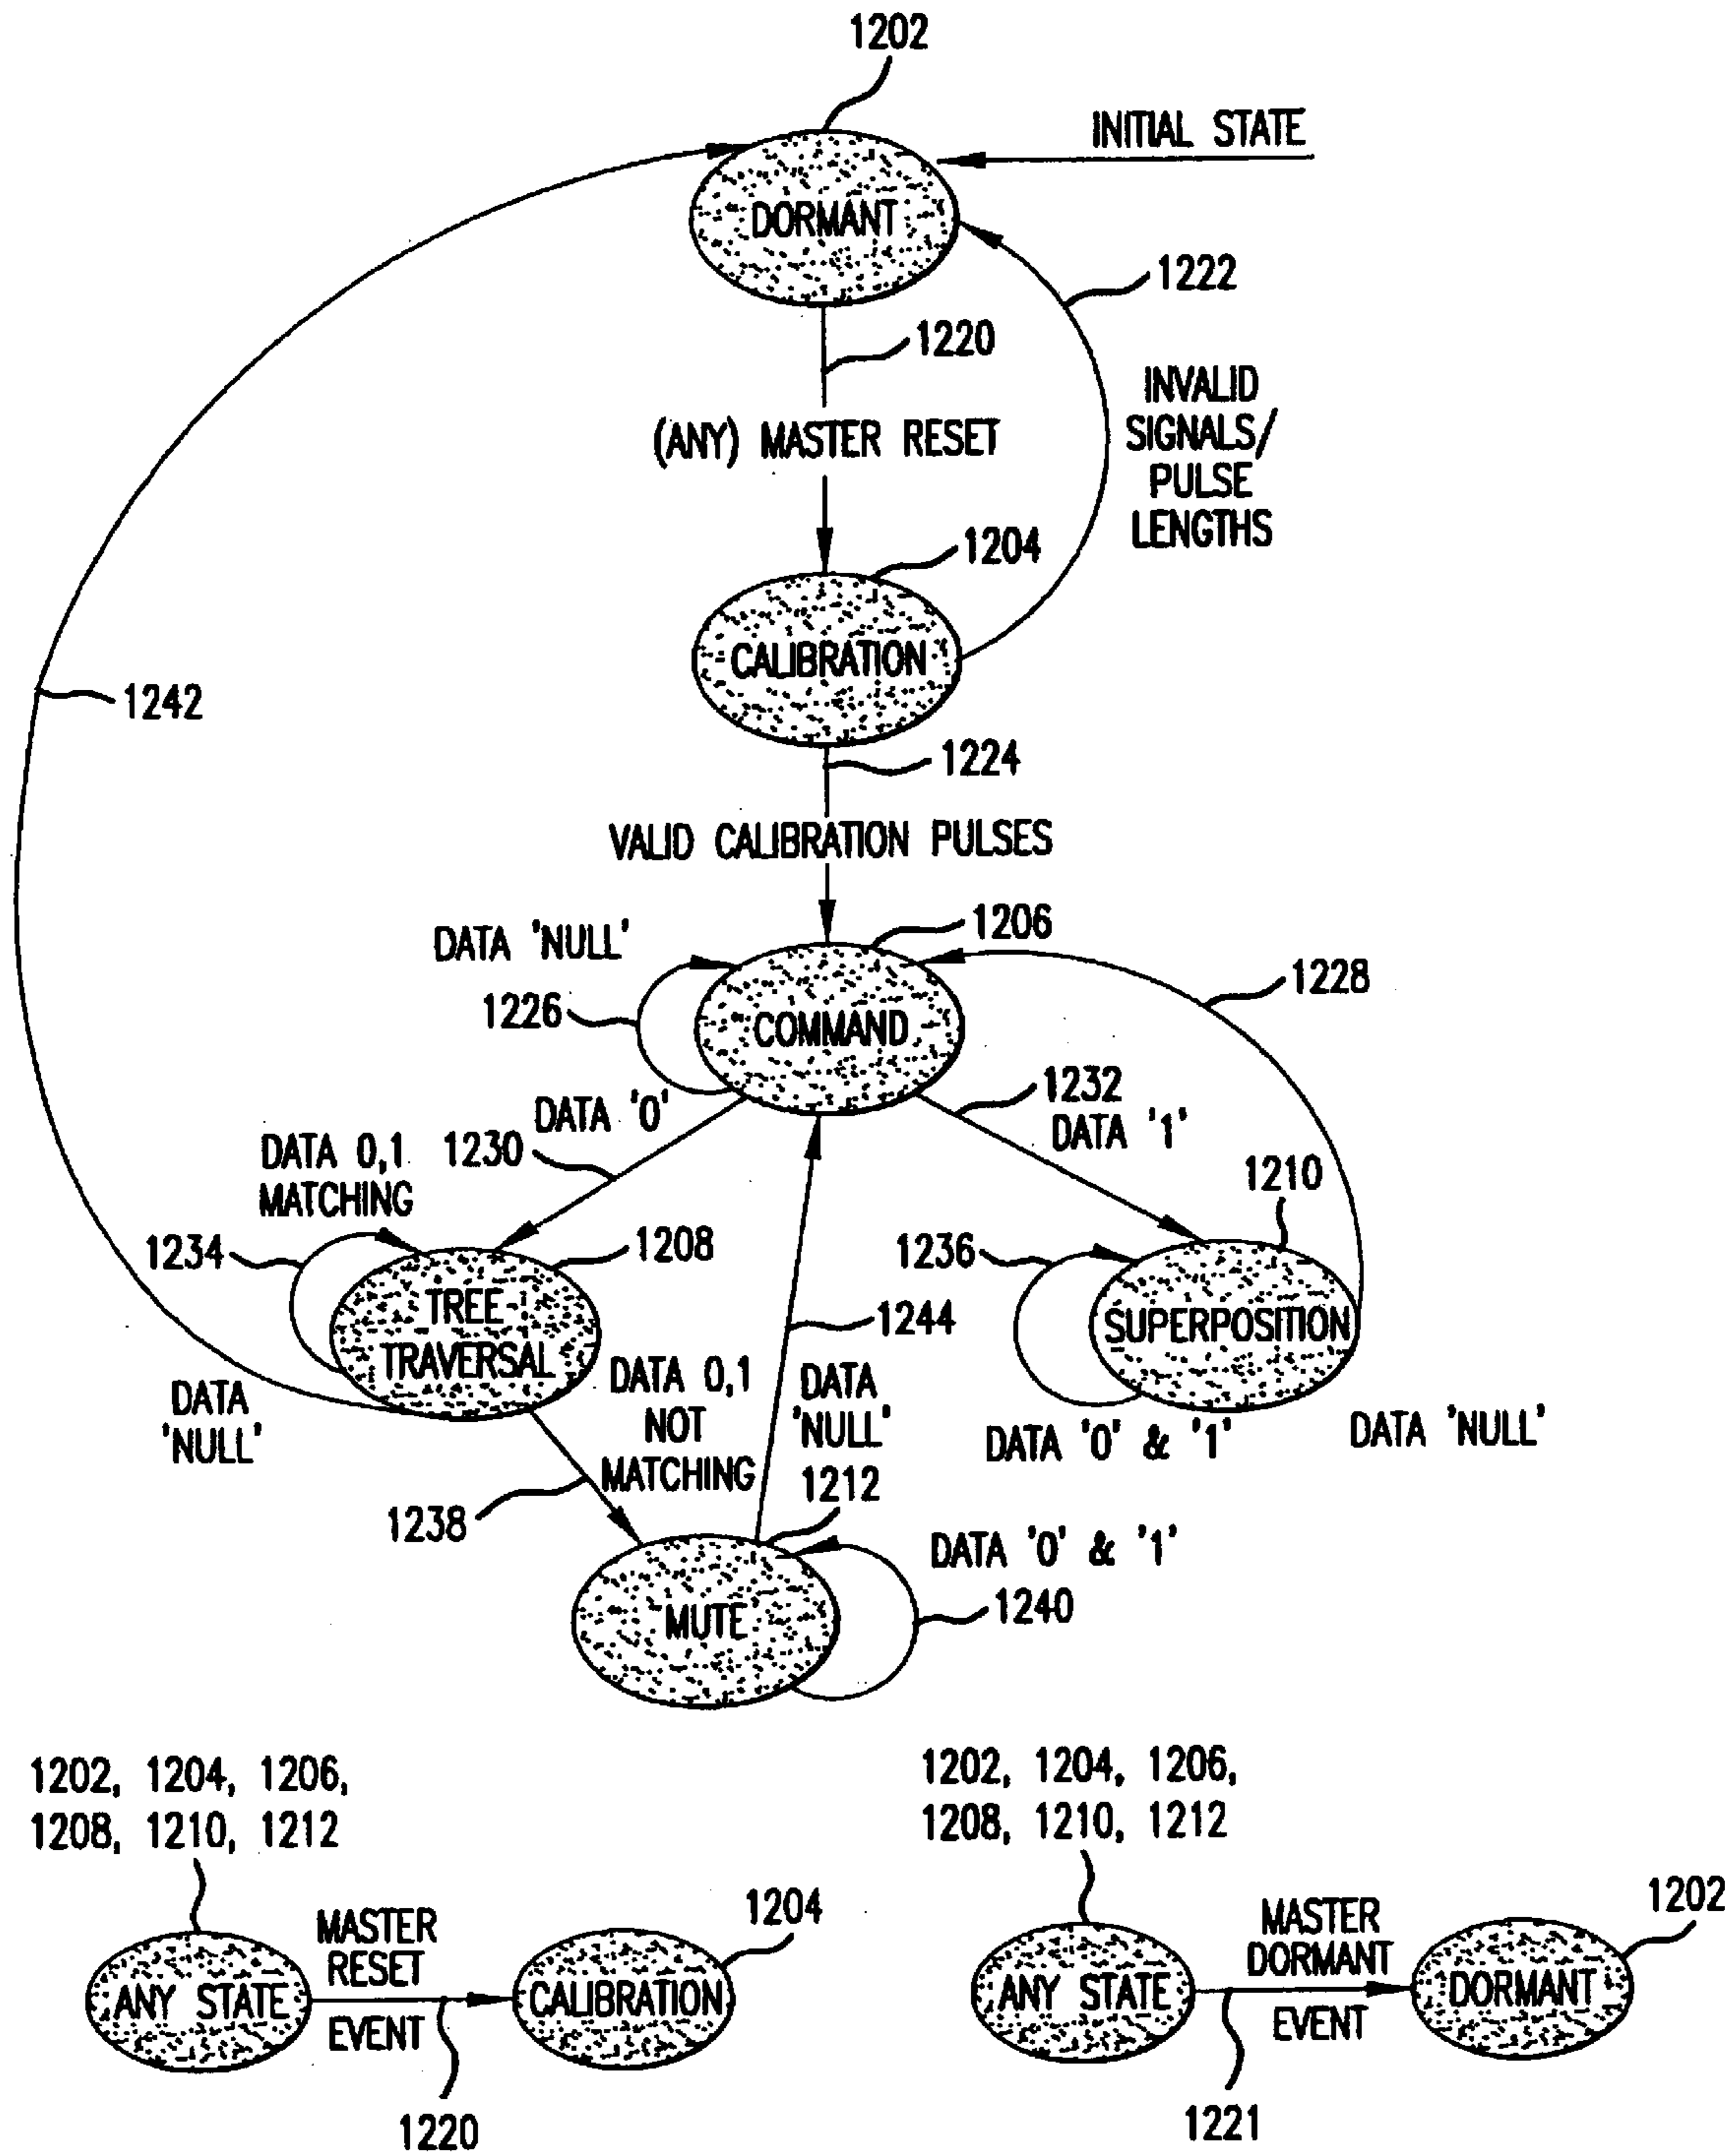 1202
INITIAL STATE
DORMANT
1222
1220
INVALID
SIGNALS/
PULSE
LENGTHS
(ANY) MASTER RESET
1204
CALIBRATION
1242
1224
VALID CALIBRATION PULSES
1206
DATA 'NULL'
1228
1226
COMMAND
1232
DATA '1'
DATA '0'
1230
DATA 0,1
MATCHING
1210
1234
1208
1236
TREE
TRAVERSAL
1244
SUPERPOSITION
DATA 0,1
NOT
MATCHING
DATA
'NULL'
1212
DATA
'NULL'
DATA '0' & '1'
DATA 'NULL'
1238
DATA '0' & '1'
1240
MUTE
1202, 1204, 1206,
1208, 1210, 1212
1204
MASTER
RESET
ANY STATE
CALIBRATION
EVENT
1220
1202, 1204, 1206,
1208, 1210, 1212
1202
MASTER
DORMANT
ANY STATE
DORMANT
EVENT
1221